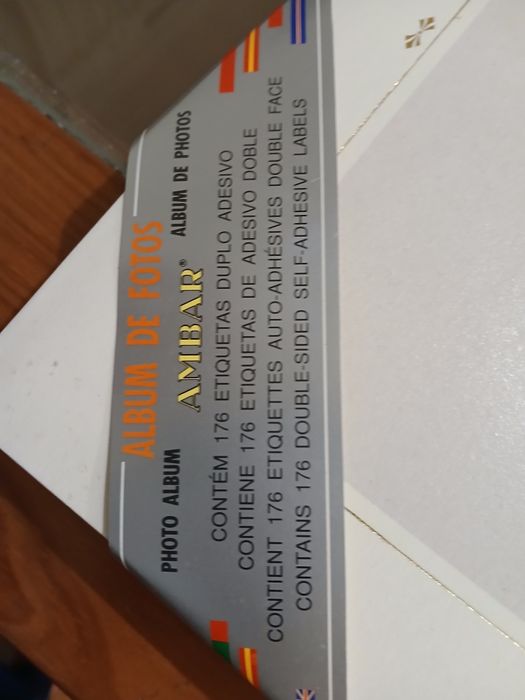 ALBUM DE FOTOS
PHOTO ALBUM AMBAR® ALBUM DE PHOTOS
CONTÉM 176 ETIQUETAS DUPLO ADESIVO
CONTIENE 176 ETIQUETAS DE ADESIVO DOBLE
CONTIENT 176 ETIQUETTES AUTO-ADHÉSIVES DOUBLE FACE
CONTAINS 176 DOUBLE-SIDED SELF-ADHESIVE LABELS